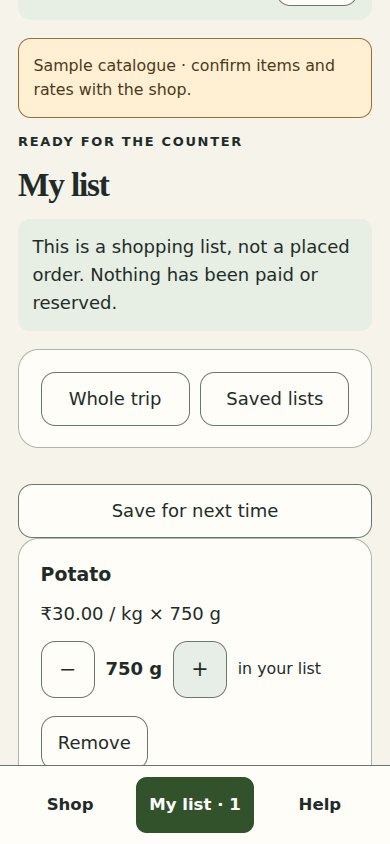 Sample catalogue · confirm items and
rates with the shop.
READY FOR THE COUNTER
My list
This is a shopping list, not a placed
order. Nothing has been paid or
reserved.
Whole trip
Saved lists
Save for next time
Potato
₹30.00 / kg × 750 g
− 750 g + in your list
Remove
Shop
My list · 1
Help